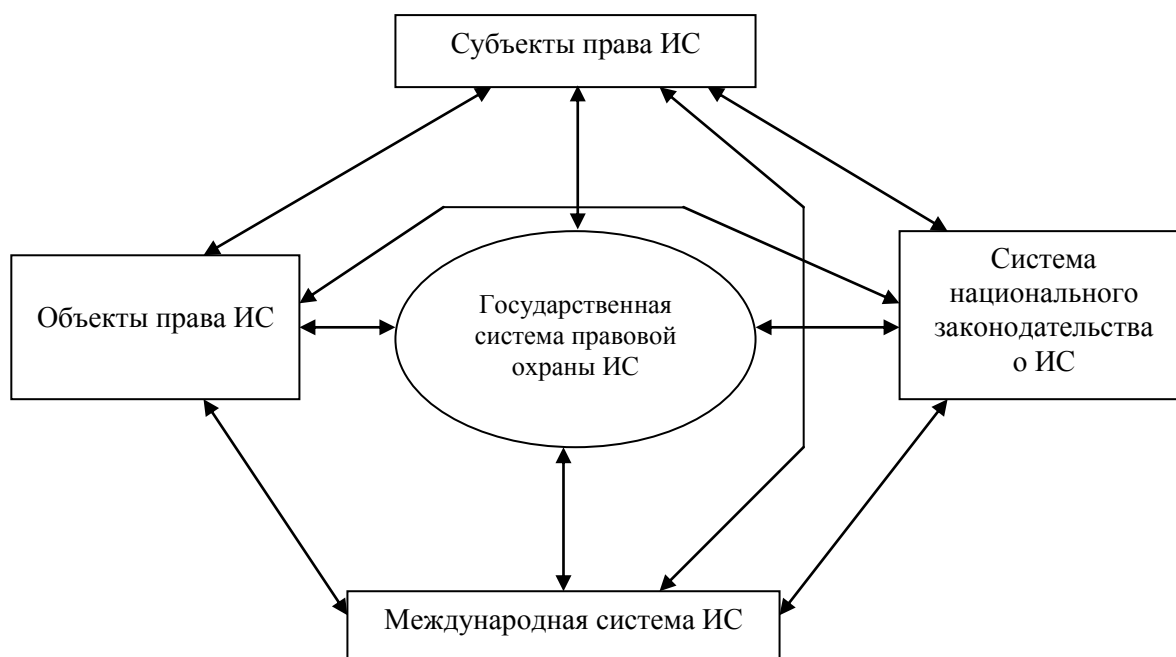 Субъекты права ИС
Объекты права ИС
Государственная
система правовой
охраны ИС
Система
национального
законодательства
о ИС
Международная система ИС